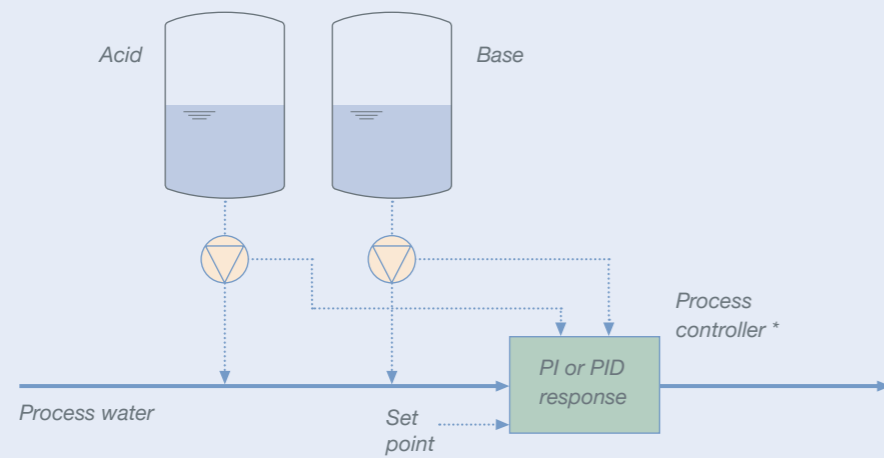 Acid
Base
Process
controller *
PI or PID
response
Process water
Set
point